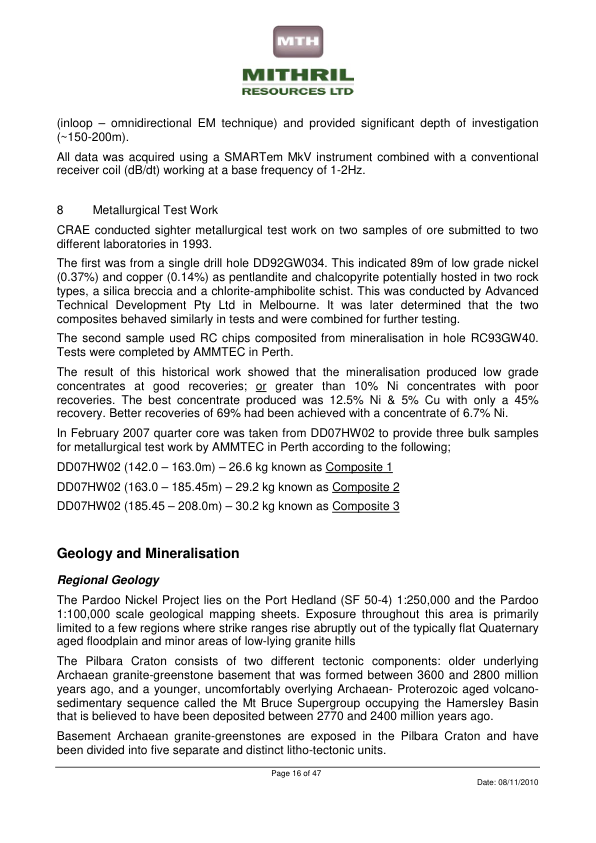 MTH
MITHRIL
RESOURCES LTD
(inloop – omnidirectional EM technique) and provided significant depth of investigation
(~150-200m).
All data was acquired using a SMARTem MkV instrument combined with a conventional
receiver coil (dB/dt) working at a base frequency of 1-2Hz.
8 Metallurgical Test Work
CRAE conducted sighter metallurgical test work on two samples of ore submitted to two
different laboratories in 1993.
The first was from a single drill hole DD92GW034. This indicated 89m of low grade nickel
(0.37%) and copper (0.14%) as pentlandite and chalcopyrite potentially hosted in two rock
types, a silica breccia and a chlorite-amphibolite schist. This was conducted by Advanced
Technical Development Pty Ltd in Melbourne. It was later determined that the two
composites behaved similarly in tests and were combined for further testing.
The second sample used RC chips composited from mineralisation in hole RC93GW40.
Tests were completed by AMMTEC in Perth.
The result of this historical work showed that the mineralisation produced low grade
concentrates at good recoveries; or greater than 10% Ni concentrates with poor
recoveries. The best concentrate produced was 12.5% Ni & 5% Cu with only a 45%
recovery. Better recoveries of 69% had been achieved with a concentrate of 6.7% Ni.
In February 2007 quarter core was taken from DD07HW02 to provide three bulk samples
for metallurgical test work by AMMTEC in Perth according to the following;
DD07HW02 (142.0 – 163.0m) – 26.6 kg known as Composite 1
DD07HW02 (163.0 – 185.45m) – 29.2 kg known as Composite 2
DD07HW02 (185.45 – 208.0m) – 30.2 kg known as Composite 3
Geology and Mineralisation
Regional Geology
The Pardoo Nickel Project lies on the Port Hedland (SF 50-4) 1:250,000 and the Pardoo
1:100,000 scale geological mapping sheets. Exposure throughout this area is primarily
limited to a few regions where strike ranges rise abruptly out of the typically flat Quaternary
aged floodplain and minor areas of low-lying granite hills
The Pilbara Craton consists of two different tectonic components: older underlying
Archaean granite-greenstone basement that was formed between 3600 and 2800 million
years ago, and a younger, uncomfortably overlying Archaean- Proterozoic aged volcano-
sedimentary sequence called the Mt Bruce Supergroup occupying the Hamersley Basin
that is believed to have been deposited between 2770 and 2400 million years ago.
Basement Archaean granite-greenstones are exposed in the Pilbara Craton and have
been divided into five separate and distinct litho-tectonic units.
Page 16 of 47
Date: 08/11/2010